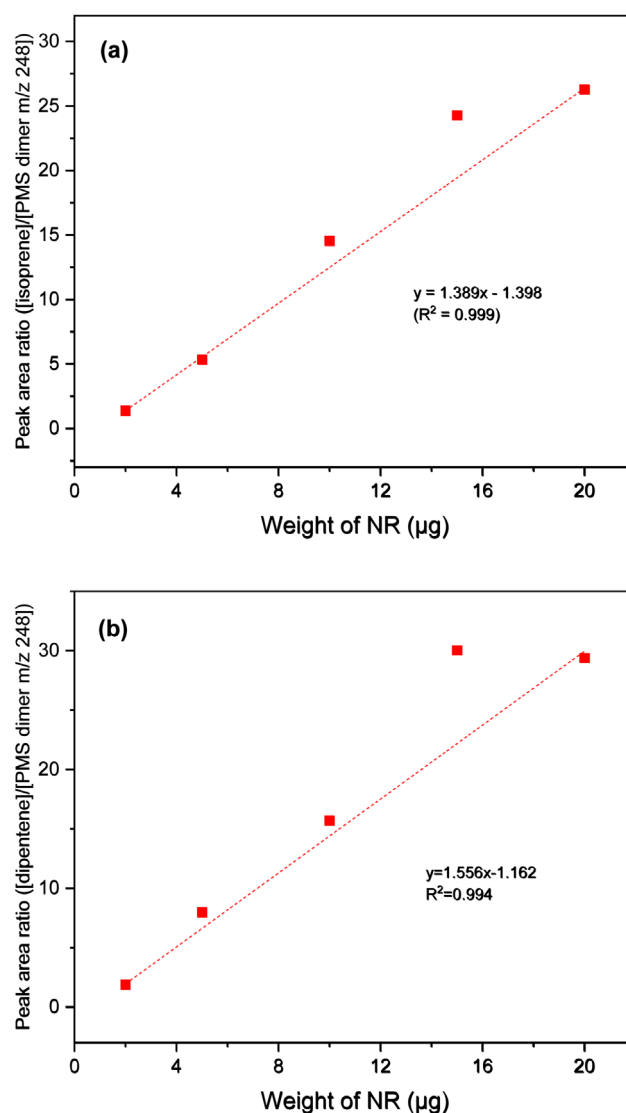 (a)
Peak area ratio ([isoprene]/[PMS dimer m/z 248])
30
25
20
15
10
5
0
y = 1.389x - 1.398
(R² = 0.999)
0 4 8 12 16 20
Weight of NR (µg)
(b)
Peak area ratio ([dipentene]/[PMS dimer m/z 248])
30
20
10
0
y=1.556x-1.162
R²=0.994
0 4 8 12 16 20
Weight of NR (µg)